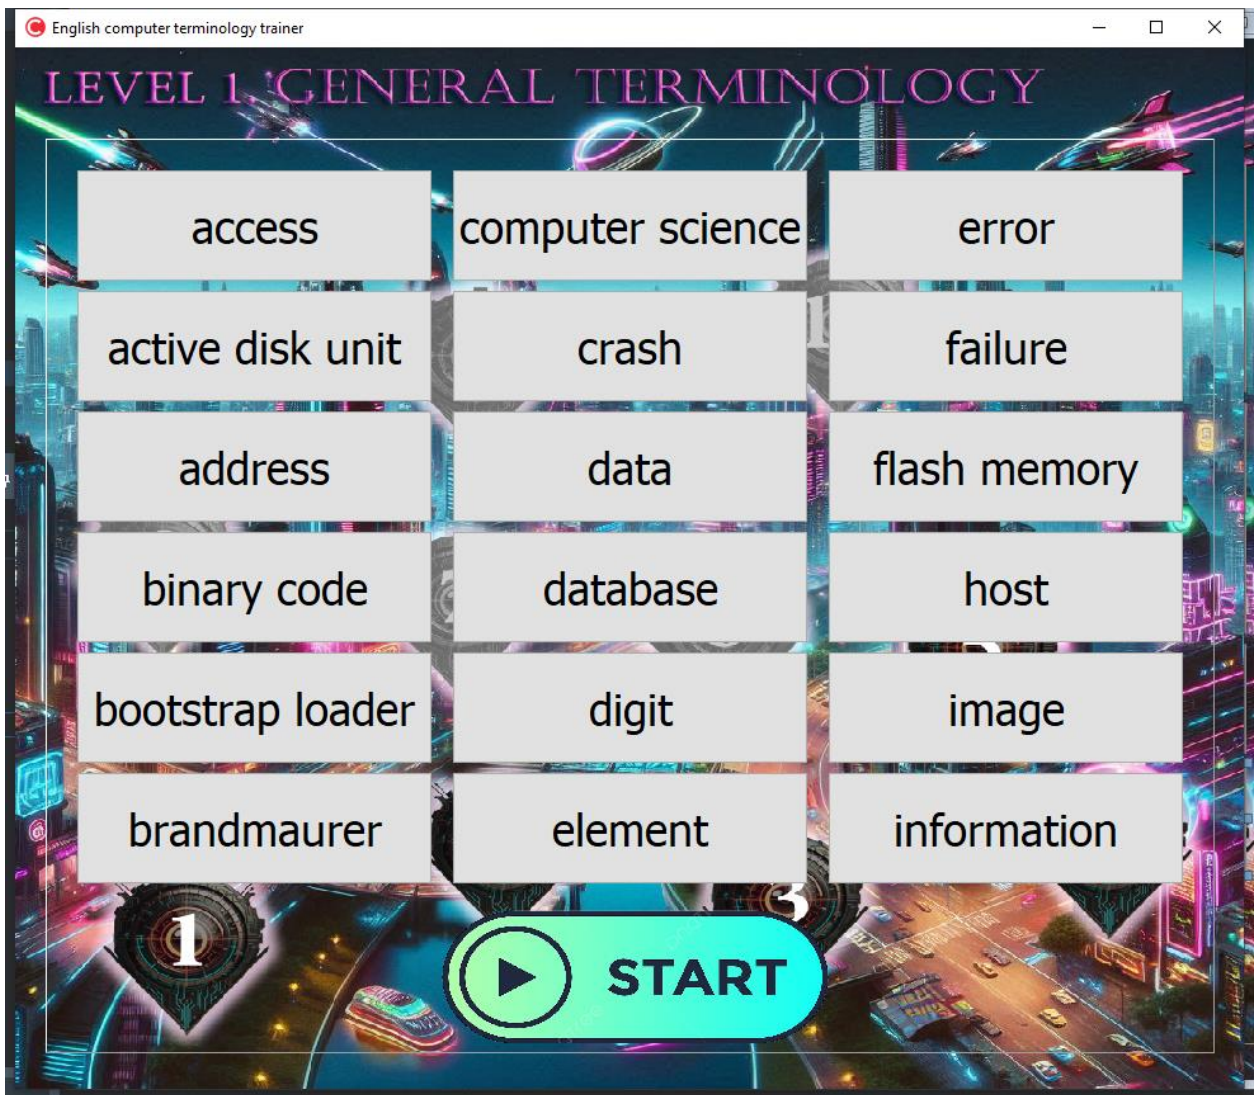 English computer terminology trainer
LEVEL 1. GENERAL TERMINOLOGY
access
computer science
error
active disk unit
crash
failure
address
data
flash memory
binary code
database
host
bootstrap loader
digit
image
brandmaurer
element
information
1
3
START